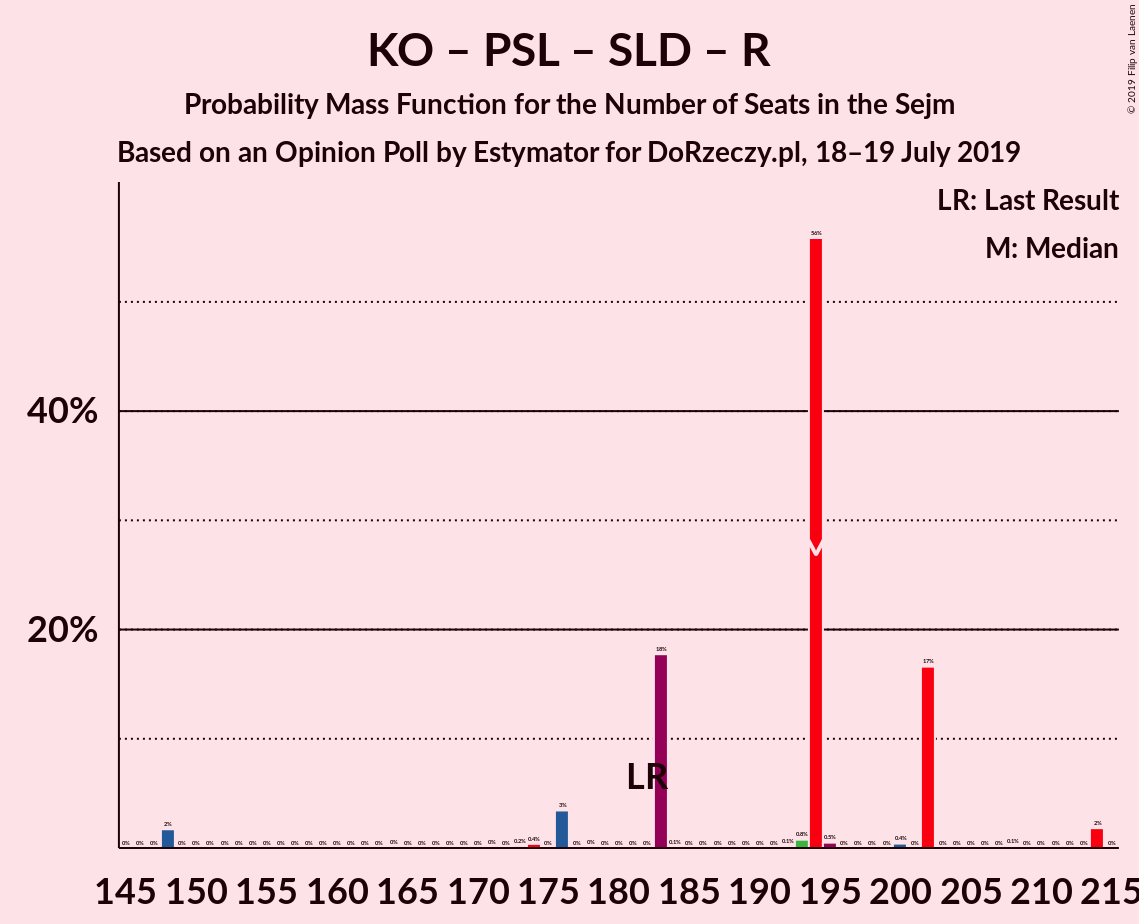 KO – PSL – SLD – R
Probability Mass Function for the Number of Seats in the Sejm
Based on an Opinion Poll by Estymator for DoRzeczy.pl, 18–19 July 2019
© 2019 Filip van Laenen
LR: Last Result
M: Median
40%
20%
56%
18%
17%
2%
3%
0.2%
0.4%
0.1%
0.1%
0.8%
0.5%
0.4%
0.1%
2%
LR
M
145 150 155 160 165 170 175 180 185 190 195 200 205 210 215